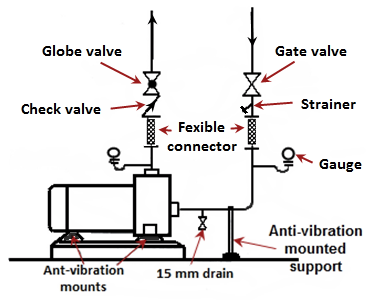 Globe valve
Gate valve
Check valve
Strainer
Fexible
connector
Gauge
Anti-vibration
mounted
support
Ant-vibration
mounts
15 mm drain